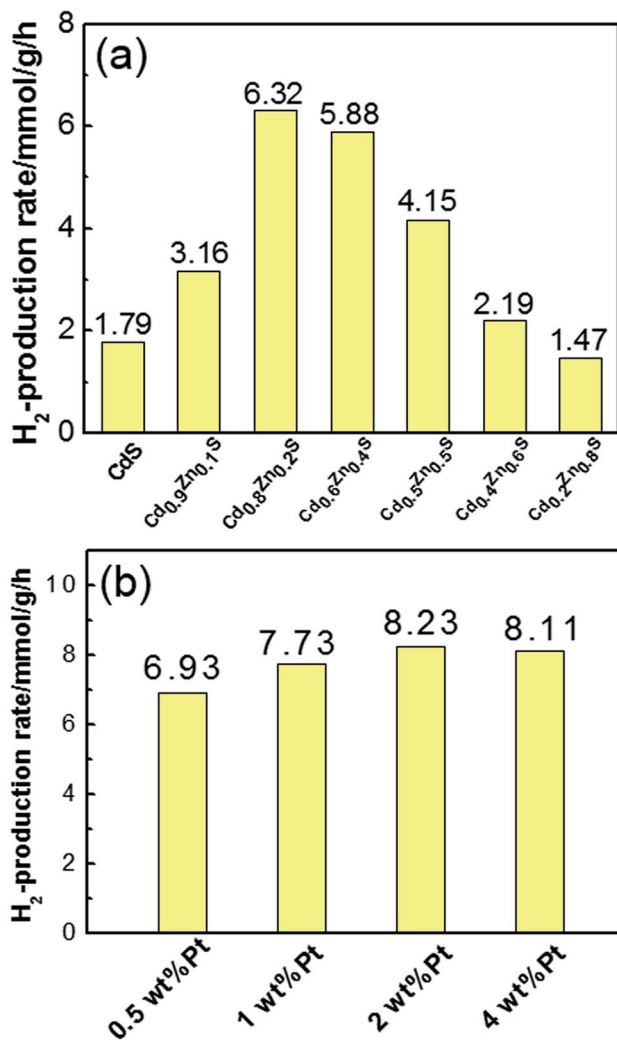 (a)
H₂-production rate/mmol/g/h
8
6
4
2
0
1.79
3.16
6.32
5.88
4.15
2.19
1.47
CdS
Cd₀.₉Zn₀.₁S
Cd₀.₈Zn₀.₂S
Cd₀.₆Zn₀.₄S
Cd₀.₅Zn₀.₅S
Cd₀.₄Zn₀.₆S
Cd₀.₂Zn₀.₈S
(b)
H₂-production rate/mmol/g/h
10
8
6
4
2
0
6.93
7.73
8.23
8.11
0.5 wt%Pt
1 wt%Pt
2 wt%Pt
4 wt%Pt